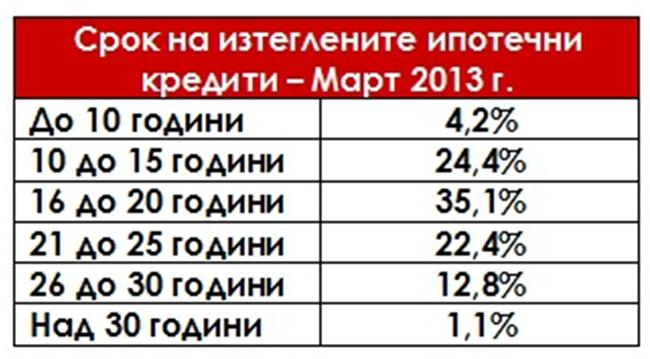 Срок на изтеглените ипотечни
кредити – Март 2013 г.
До 10 години 4,2%
10 до 15 години 24,4%
16 до 20 години 35,1%
21 до 25 години 22,4%
26 до 30 години 12,8%
Над 30 години 1,1%